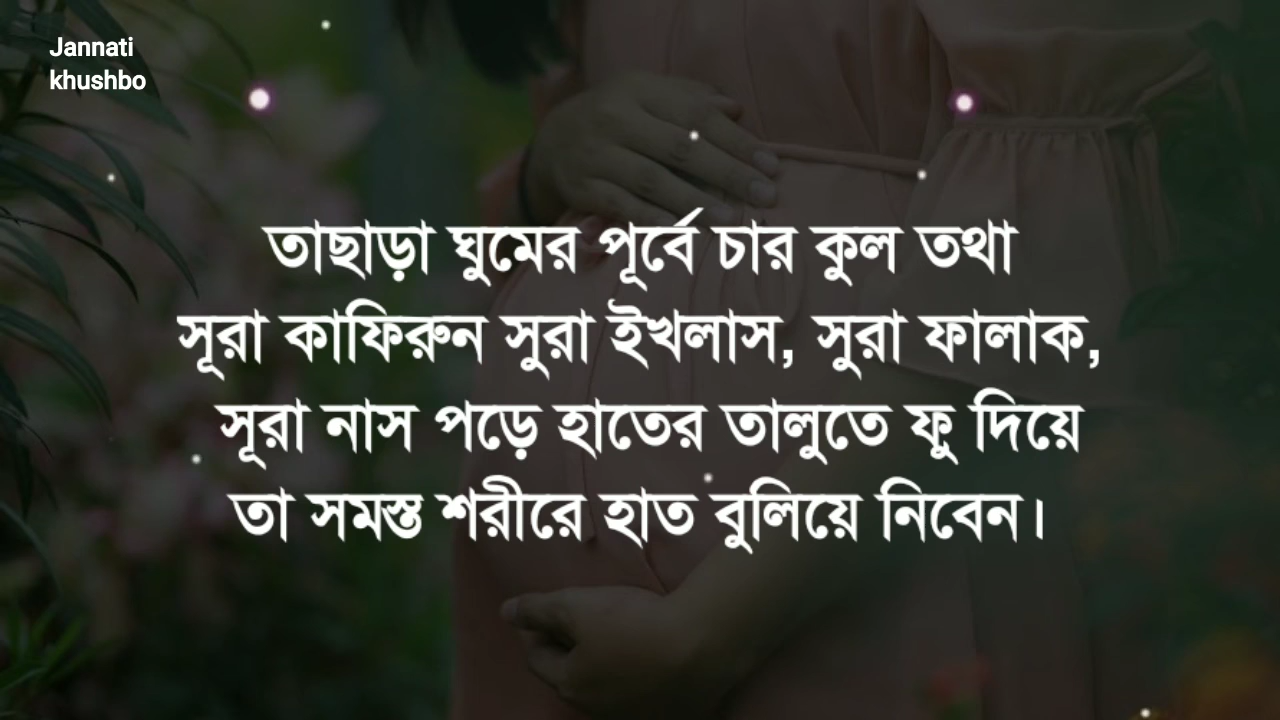 Jannati
khushbo
তাছাড়া ঘুমের পূর্বে চার কুল তথা
সূরা কাফিরুন সুরা ইখলাস, সুরা ফালাক,
সূরা নাস পড়ে হাতের তালুতে ফু দিয়ে
তা সমস্ত শরীরে হাত বুলিয়ে নিবেন।